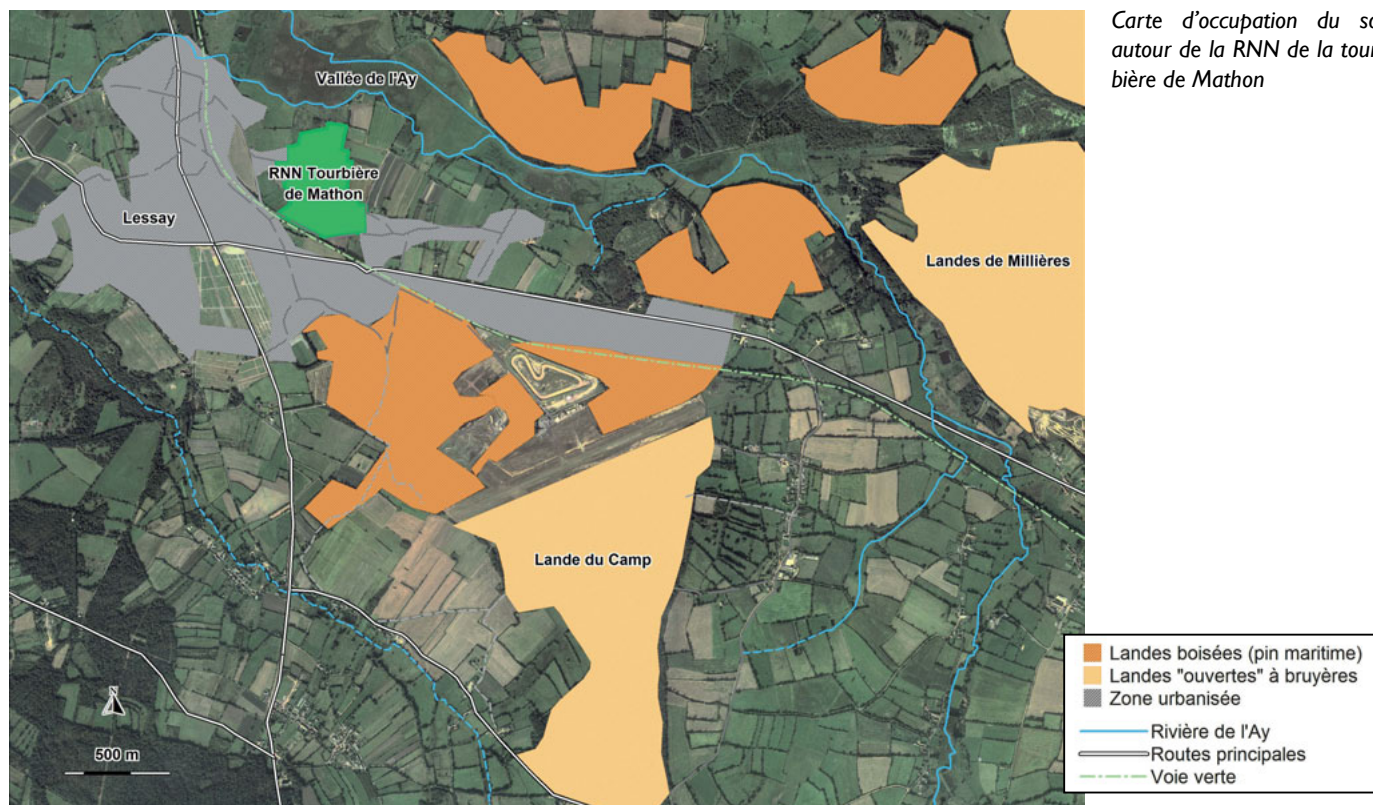 Carte d'occupation du so
autour de la RNN de la tour
bière de Mathon
Vallée de l'Ay
RNN Tourbière
de Mathon
Lessay
Landes de Millières
Lande du Camp
N
500 m
Landes boisées (pin maritime)
Landes "ouvertes" à bruyères
Zone urbanisée
Rivière de l'Ay
Routes principales
Voie verte